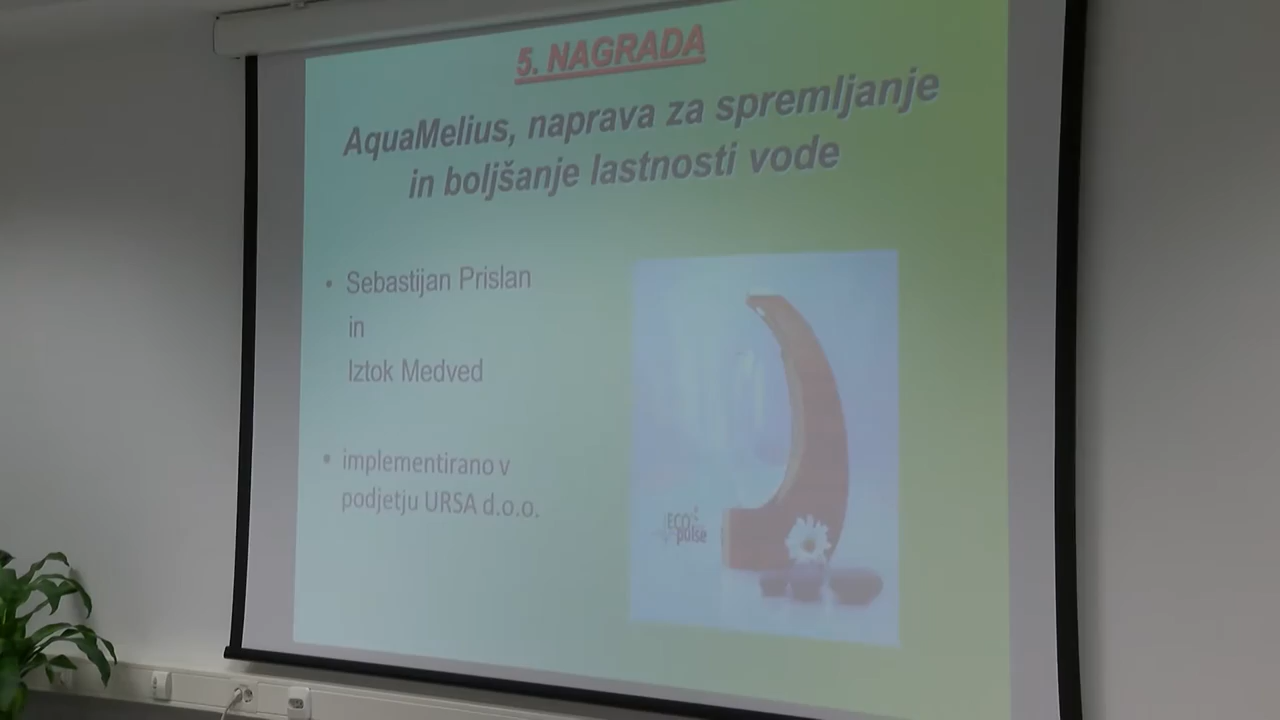 5. NAGRADA
AquaMelius, naprava za spremljanje
in boljšanje lastnosti vode
• Sebastijan Prislan
in
Iztok Medved
• implementirano v
podjetju URSA d.o.o.
ECO
pulse